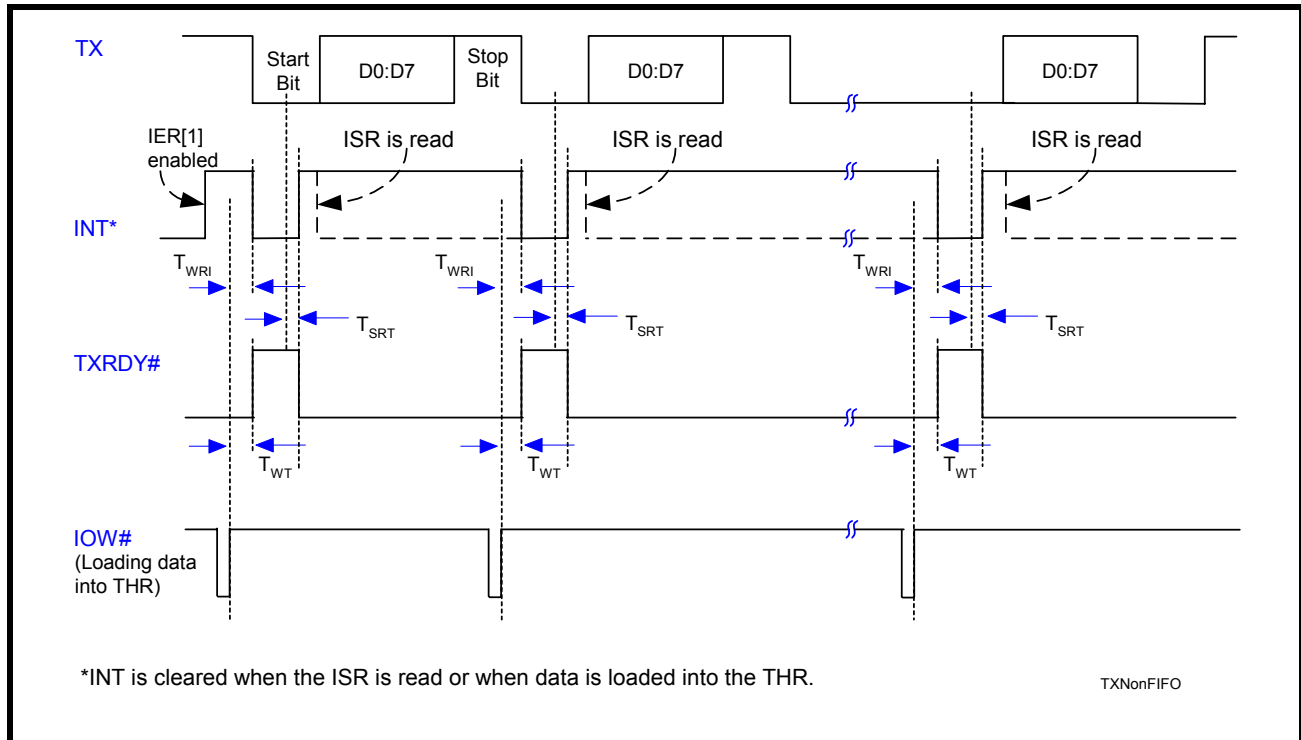 TX
Start
Bit
D0:D7
Stop
Bit
D0:D7
D0:D7
IER[1]
enabled
ISR is read
ISR is read
ISR is read
INT*
TWRI
TWRI
TWRI
TSRT
TSRT
TSRT
TXRDY#
TWT
TWT
TWT
IOW#
(Loading data
into THR)
*INT is cleared when the ISR is read or when data is loaded into the THR.
TXNonFIFO